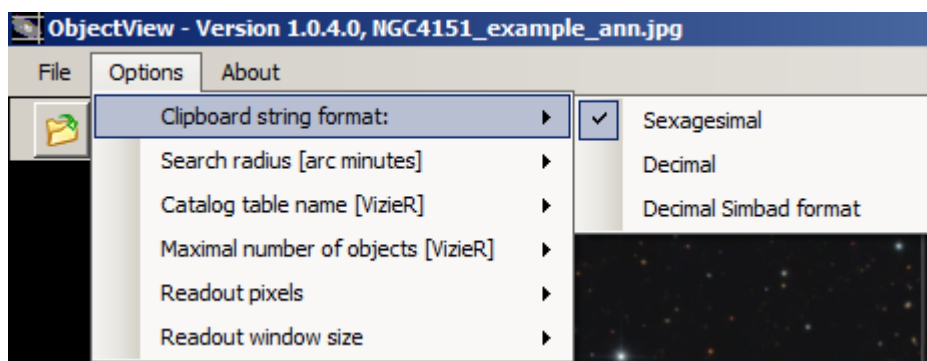 ObjectView - Version 1.0.4.0, NGC4151_example_ann.jpg
File Options About
Clipboard string format:
Search radius [arc minutes]
Catalog table name [VizieR]
Maximal number of objects [VizieR]
Readout pixels
Readout window size
Sexagesimal
Decimal
Decimal Simbad format